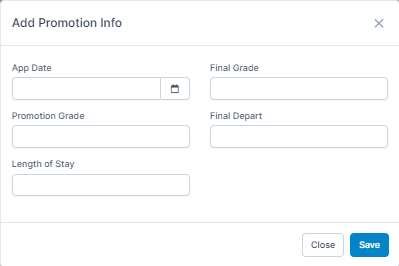 Add Promotion Info
App Date
Final Grade
Promotion Grade
Final Depart
Length of Stay
Close
Save